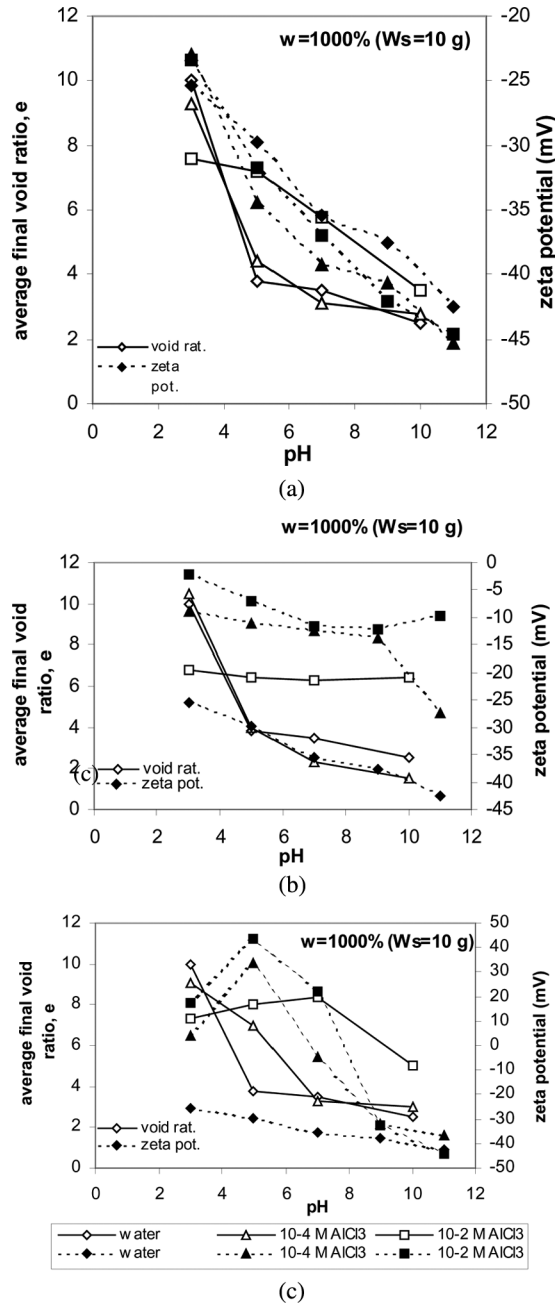 w=1000% (Ws=10 g)
average final void ratio, e
12
10
8
6
4
2
0
-20
-25
-30
-35
-40
-45
-50
zeta potential (mV)
void rat.
zeta
pot.
0 2 4 6 8 10 12
pH
(a)
w=1000% (Ws=10 g)
average final void
ratio, e
12
10
8
6
4
2
0
0
-5
-10
-15
-20
-25
-30
-35
-40
-45
zeta potential (mV)
(c)
void rat.
zeta pot.
0 2 4 6 8 10 12
pH
(b)
w=1000% (Ws=10 g)
average final void
ratio, e
12
10
8
6
4
2
0
50
40
30
20
10
0
-10
-20
-30
-40
-50
zeta potential (mV)
void rat.
zeta pot.
0 2 4 6 8 10 12
pH
water 10-4 M AlCl3 10-2 M AlCl3
water 10-4 M AlCl3 10-2 M AlCl3
(c)